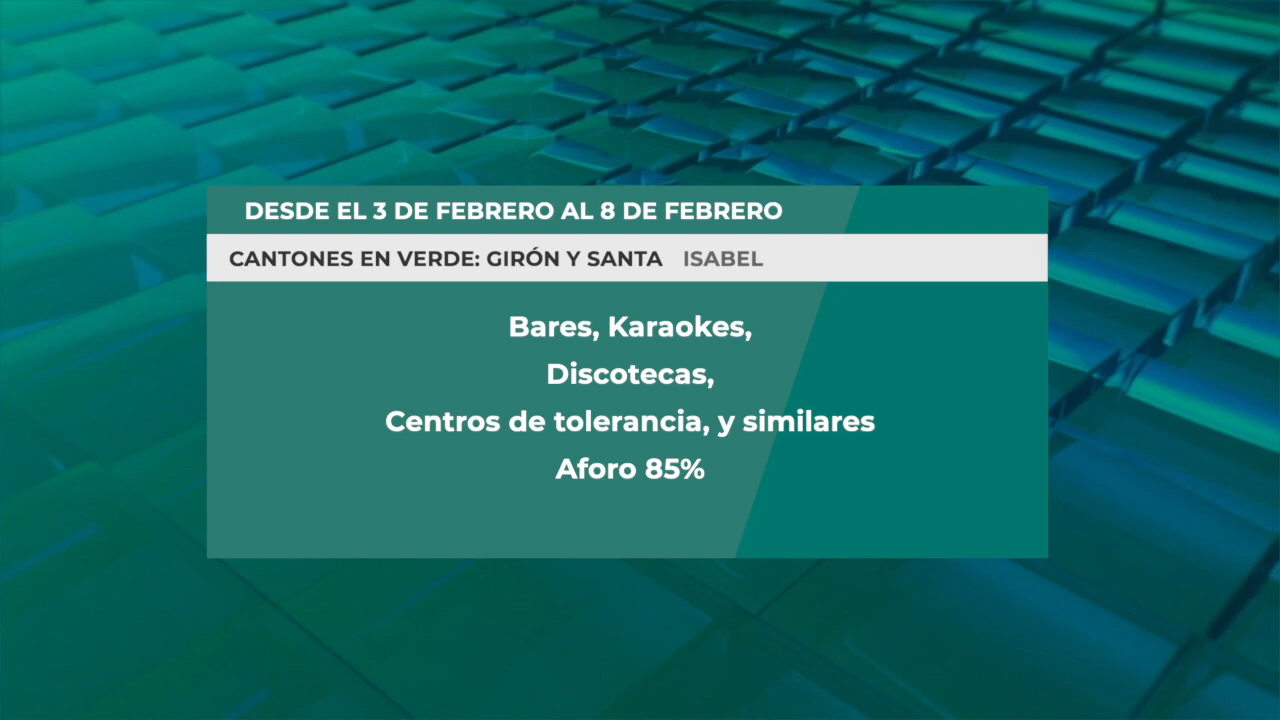 DESDE EL 3 DE FEBRERO AL 8 DE FEBRERO
CANTONES EN VERDE: GIRÓN Y SANTA ISABEL
Bares, Karaokes,
Discotecas,
Centros de tolerancia, y similares
Aforo 85%